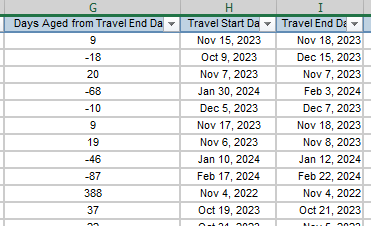 G H I
Days Aged from Travel End Da Travel Start Da Travel End Da
9 Nov 15, 2023 Nov 18, 2023
-18 Oct 9, 2023 Dec 15, 2023
20 Nov 7, 2023 Nov 7, 2023
-68 Jan 30, 2024 Feb 3, 2024
-10 Dec 5, 2023 Dec 7, 2023
9 Nov 17, 2023 Nov 18, 2023
19 Nov 6, 2023 Nov 8, 2023
-46 Jan 10, 2024 Jan 12, 2024
-87 Feb 17, 2024 Feb 22, 2024
388 Nov 4, 2022 Nov 4, 2022
37 Oct 19, 2023 Oct 21, 2023